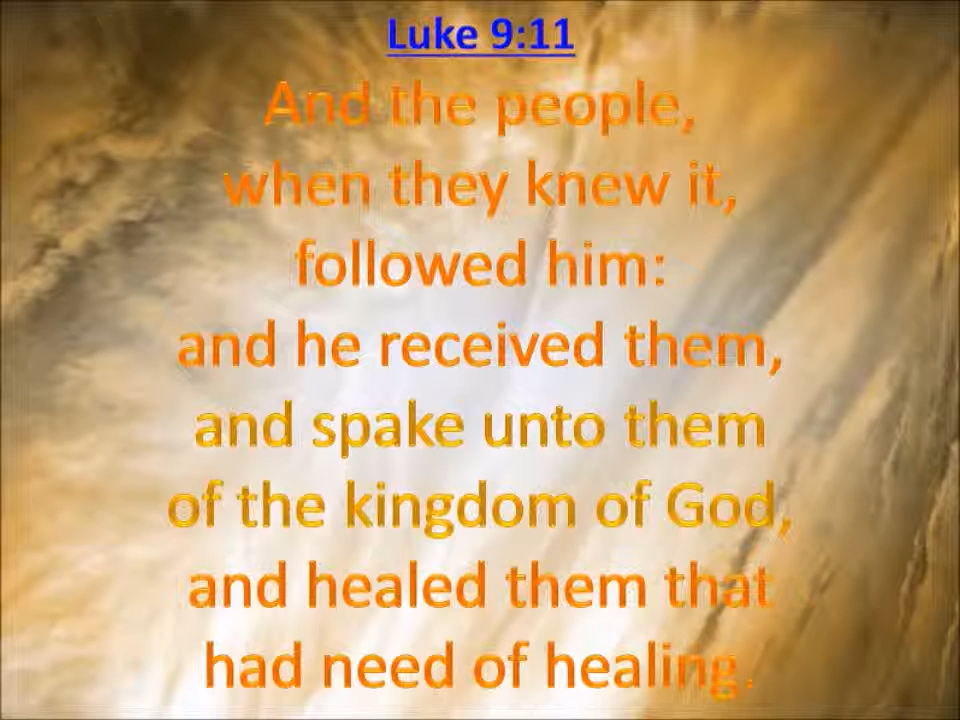 Luke 9:11
And the people,
when they knew it,
followed him:
and he received them,
and spake unto them
of the kingdom of God,
and healed them that
had need of healing.